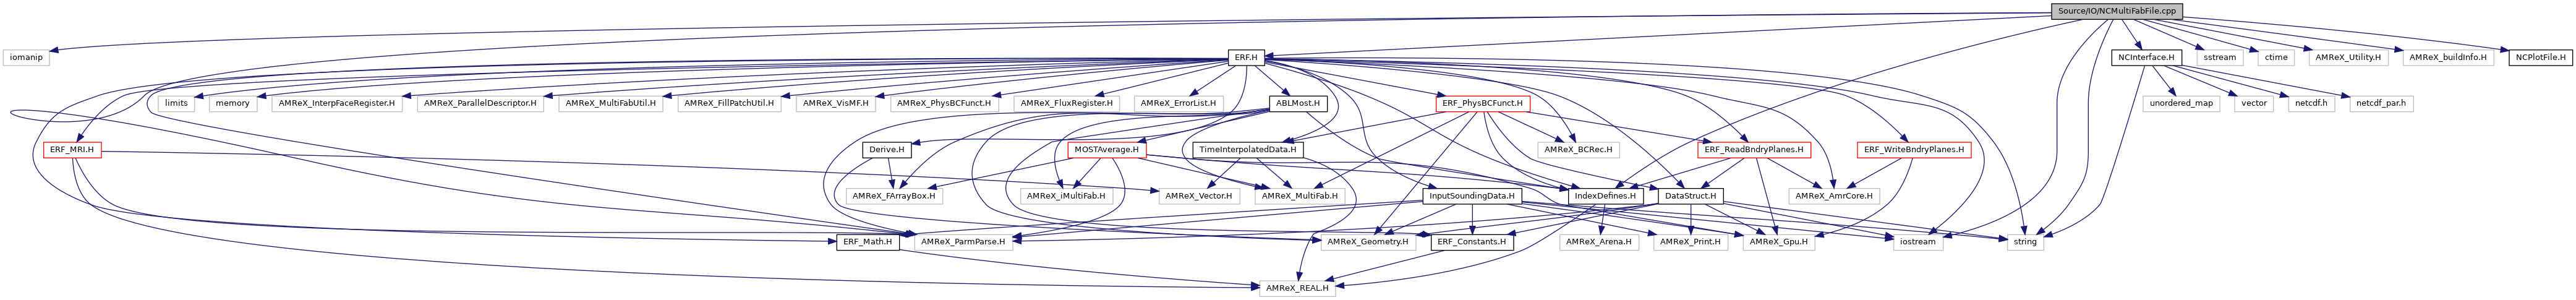 Source/IO/NCMultiFabFile.cpp
iomanip
ERF.H
NCInterface.H
sstream
ctime
AMReX_Utility.H
AMReX_buildInfo.H
NCPlotFile.H
limits
memory
AMReX_InterpFaceRegister.H
AMReX_ParallelDescriptor.H
AMReX_MultiFabUtil.H
AMReX_FillPatchUtil.H
AMReX_VisMF.H
AMReX_PhysBCFunct.H
AMReX_FluxRegister.H
AMReX_ErrorList.H
ABLMost.H
ERF_PhysBCFunct.H
unordered_map
vector
netcdf.h
netcdf_par.h
ERF_MRI.H
Derive.H
MOSTAverage.H
TimeInterpolatedData.H
AMReX_BCRec.H
ERF_ReadBndryPlanes.H
ERF_WriteBndryPlanes.H
AMReX_FArrayBox.H
AMReX_iMultiFab.H
AMReX_Vector.H
AMReX_MultiFab.H
InputSoundingData.H
IndexDefines.H
DataStruct.H
AMReX_AmrCore.H
ERF_Math.H
AMReX_ParmParse.H
AMReX_Geometry.H
ERF_Constants.H
AMReX_Arena.H
AMReX_Print.H
AMReX_Gpu.H
iostream
string
AMReX_REAL.H